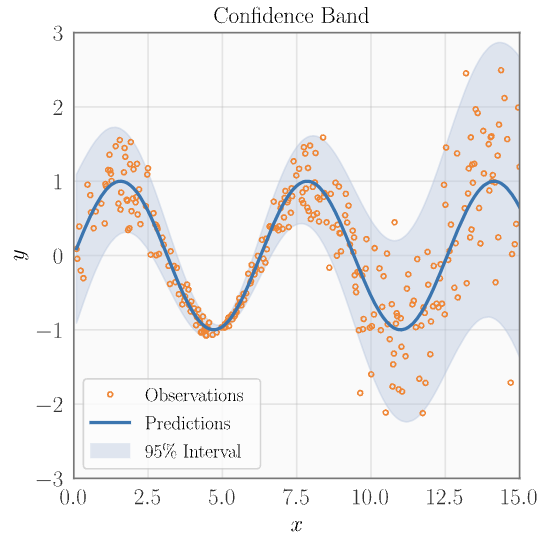 Confidence Band
3
2
1
0
−1
−2
−3
y
Observations
Predictions
95% Interval
0.0 2.5 5.0 7.5 10.0 12.5 15.0
x